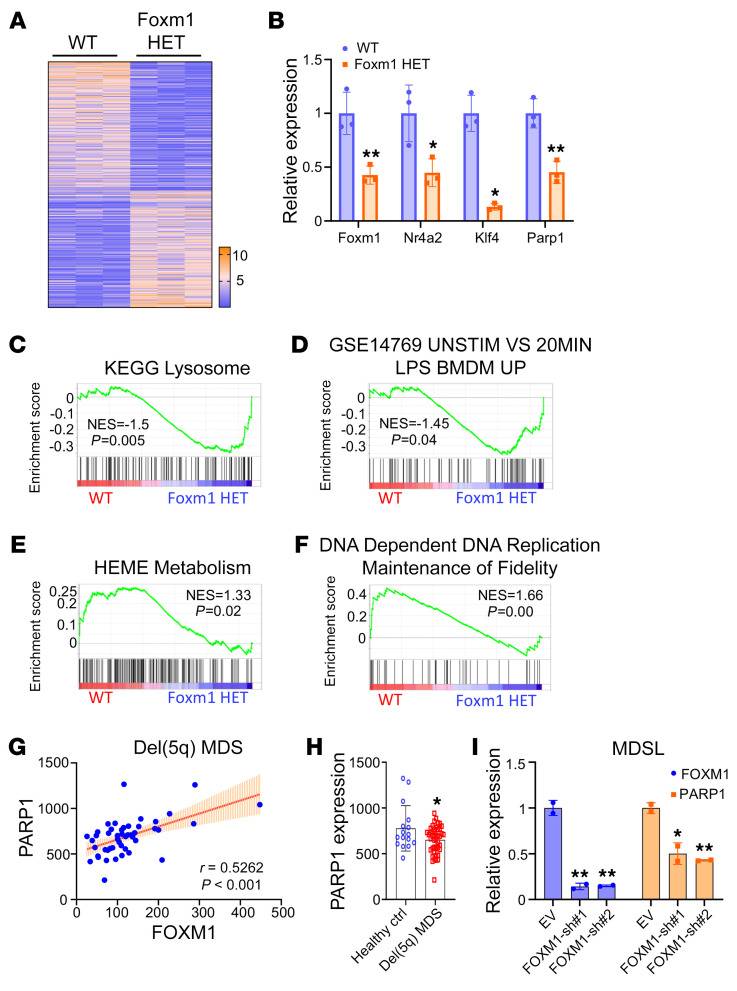 A
WT
Foxm1
HET
10
5
B
WT
Foxm1 HET
Relative expression
1.5
1
0.5
0
**
*
*
**
Foxm1
Nr4a2
Klf4
Parp1
C
KEGG Lysosome
Enrichment score
0
-0.1
-0.2
-0.3
NES=-1.5
P=0.005
WT
Foxm1 HET
D
GSE14769 UNSTIM VS 20MIN
LPS BMDM UP
Enrichment score
0
-0.1
-0.2
-0.3
NES=-1.45
P=0.04
WT
Foxm1 HET
E
HEME Metabolism
Enrichment score
0.25
0.2
0.1
0
NES=1.33
P=0.02
WT
Foxm1 HET
F
DNA Dependent DNA Replication
Maintenance of Fidelity
Enrichment score
0.4
0.2
0
NES=1.66
P=0.00
WT
Foxm1 HET
G
Del(5q) MDS
PARP1
1500
1000
500
0
r = 0.5262
P < 0.001
0
100
200
300
400
500
FOXM1
H
PARP1 expression
1500
1000
500
0
*
Healthy ctrl
Del(5q) MDS
I
MDSL
FOXM1
PARP1
Relative expression
1.5
1
0.5
0
**
**
*
**
EV
FOXM1-sh#1
FOXM1-sh#2
EV
FOXM1-sh#1
FOXM1-sh#2